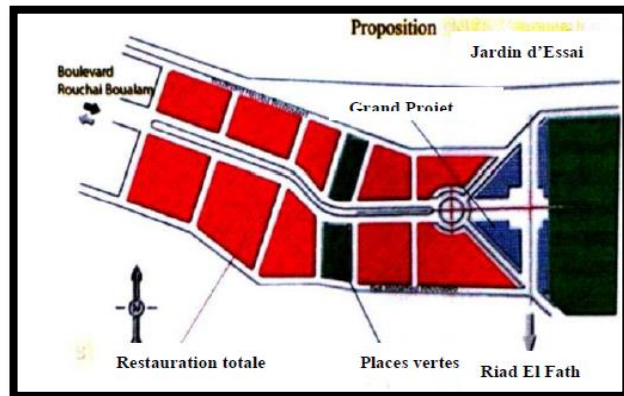 Proposition
Jardin d'Essai
Boulevard
Rouchai Boualam
Grand Projet
N
Restauration totale
Places vertes
Riad El Fath